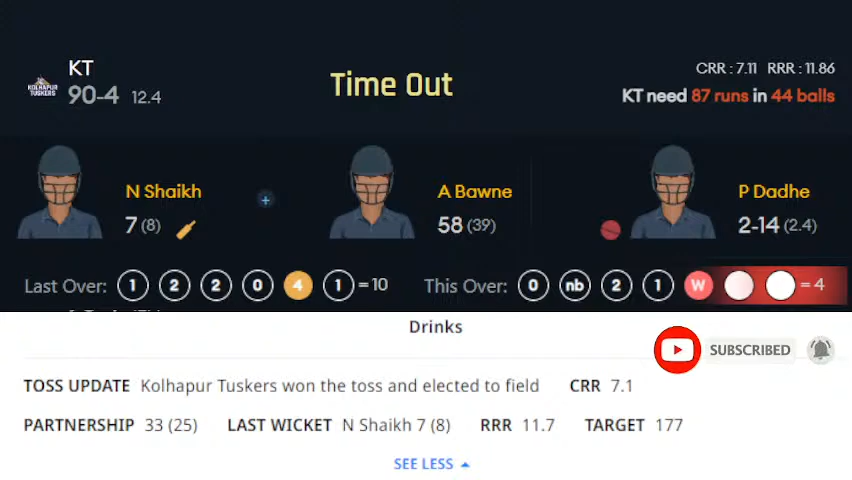 KT
KOLHAPUR
TUSKERS
90-4 12.4
Time Out
CRR : 7.11 RRR : 11.86
KT need 87 runs in 44 balls
N Shaikh
7 (8)
+
A Bawne
58 (39)
P Dadhe
2-14 (2.4)
Last Over: 1 2 2 0 4 1 = 10
This Over: 0 nb 2 1 W = 4
Drinks
SUBSCRIBED
TOSS UPDATE Kolhapur Tuskers won the toss and elected to field CRR 7.1
PARTNERSHIP 33 (25) LAST WICKET N Shaikh 7 (8) RRR 11.7 TARGET 177
SEE LESS